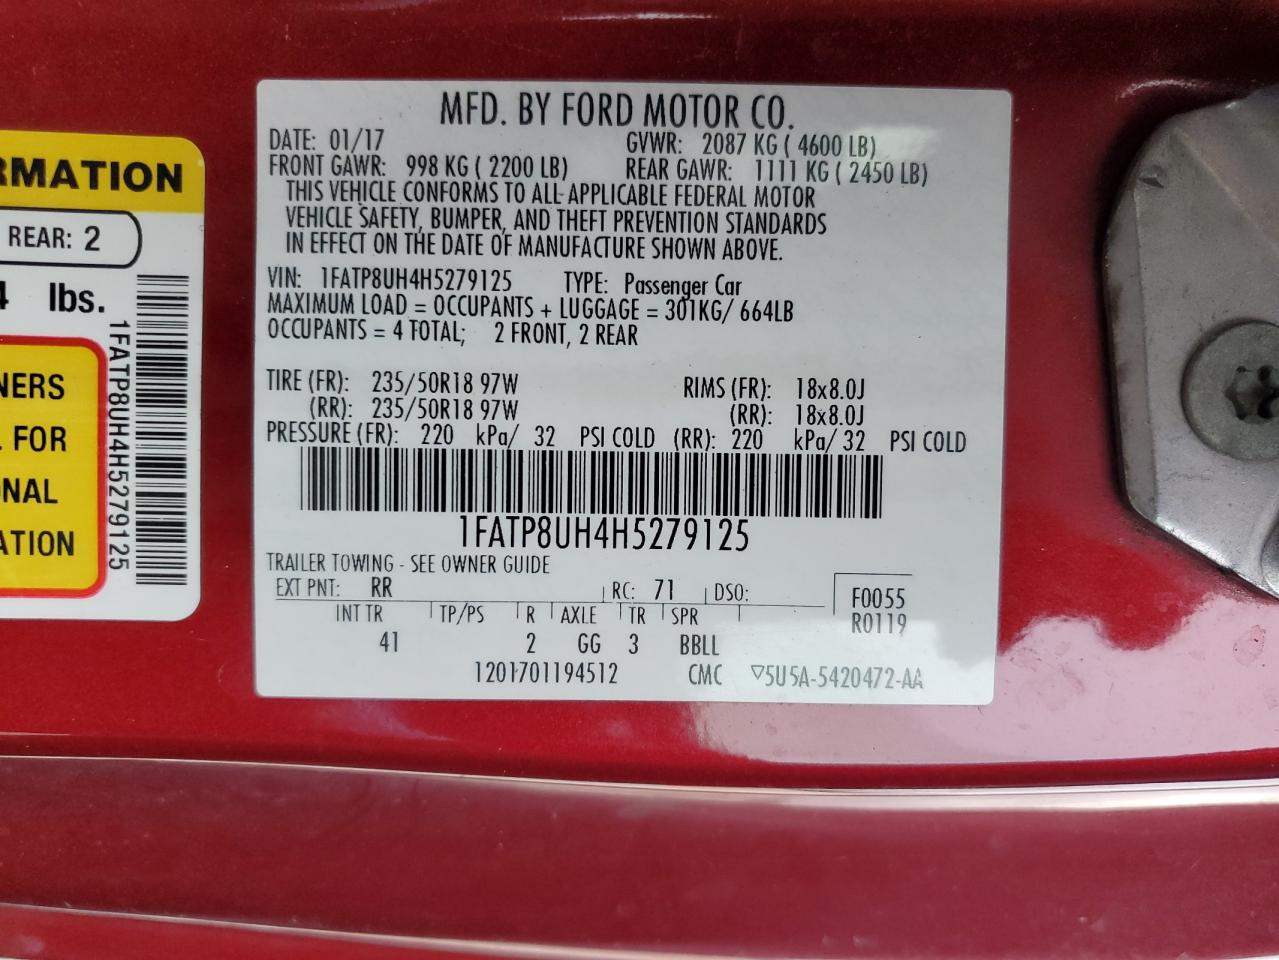 RMATION
REAR: 2
4 lbs.
NERS
L FOR
ONAL
ATION
1FATP8UH4H5279125
MFD. BY FORD MOTOR CO.
DATE: 01/17 GVWR: 2087 KG ( 4600 LB)
FRONT GAWR: 998 KG ( 2200 LB) REAR GAWR: 1111 KG ( 2450 LB)
THIS VEHICLE CONFORMS TO ALL APPLICABLE FEDERAL MOTOR
VEHICLE SAFETY, BUMPER, AND THEFT PREVENTION STANDARDS
IN EFFECT ON THE DATE OF MANUFACTURE SHOWN ABOVE.
VIN: 1FATP8UH4H5279125 TYPE: Passenger Car
MAXIMUM LOAD = OCCUPANTS + LUGGAGE = 301KG/ 664LB
OCCUPANTS = 4 TOTAL; 2 FRONT, 2 REAR
TIRE (FR): 235/50R18 97W RIMS (FR): 18x8.0J
(RR): 235/50R18 97W (RR): 18x8.0J
PRESSURE (FR): 220 kPa/ 32 PSI COLD (RR): 220 kPa/ 32 PSI COLD
1FATP8UH4H5279125
TRAILER TOWING - SEE OWNER GUIDE
EXT PNT: RR RC: 71 DSO: F0055
INT TR TP/PS R AXLE TR SPR R0119
41 2 GG 3 BBLL
1201701194512 CMC ▽5U5A-5420472-AA